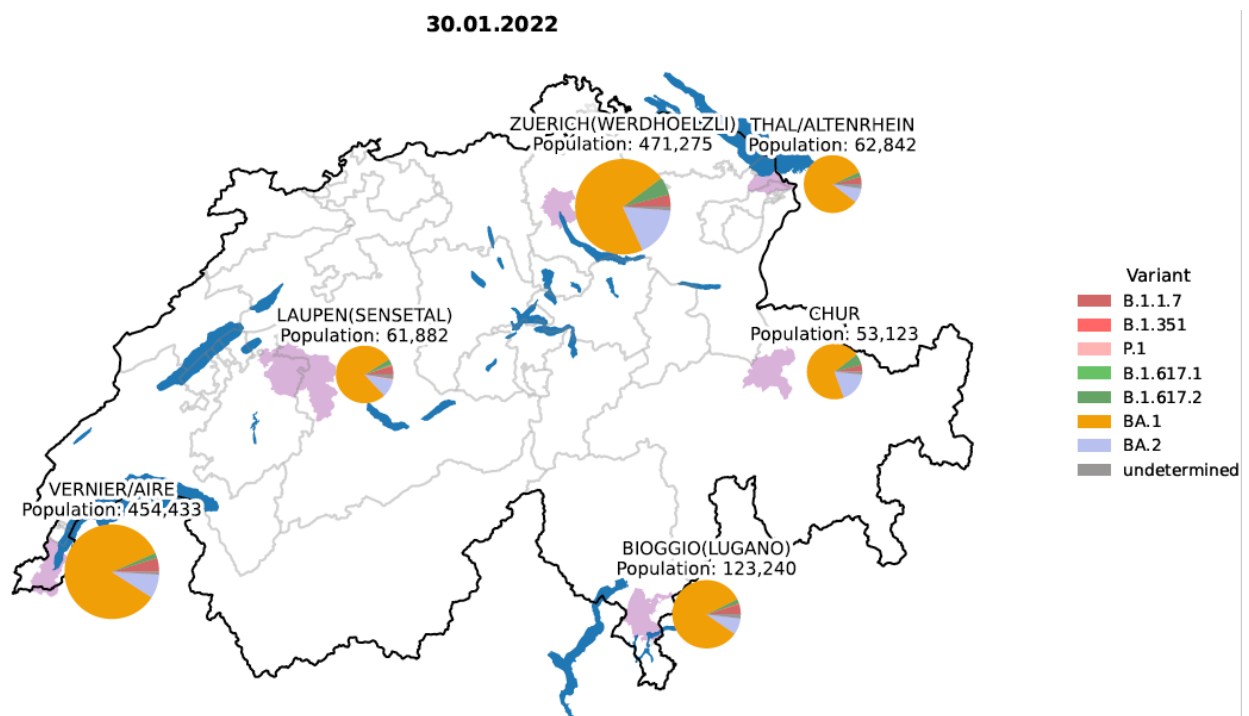 30.01.2022
ZUERICH(WERDHOELZLI)
Population: 471,275
THAL/ALTENRHEIN
Population: 62,842
LAUPEN(SENSETAL)
Population: 61,882
CHUR
Population: 53,123
VERNIER/AIRE
Population: 454,433
BIOGGIO(LUGANO)
Population: 123,240
Variant
B.1.1.7
B.1.351
P.1
B.1.617.1
B.1.617.2
BA.1
BA.2
undetermined